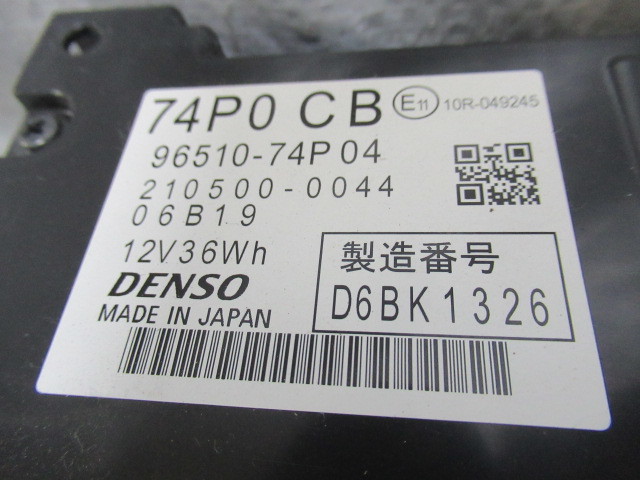 74P0 CB E11 10R-049245
96510-74P04
210500-0044
06B19
12V36Wh
DENSO
MADE IN JAPAN
製造番号
D6BK1326